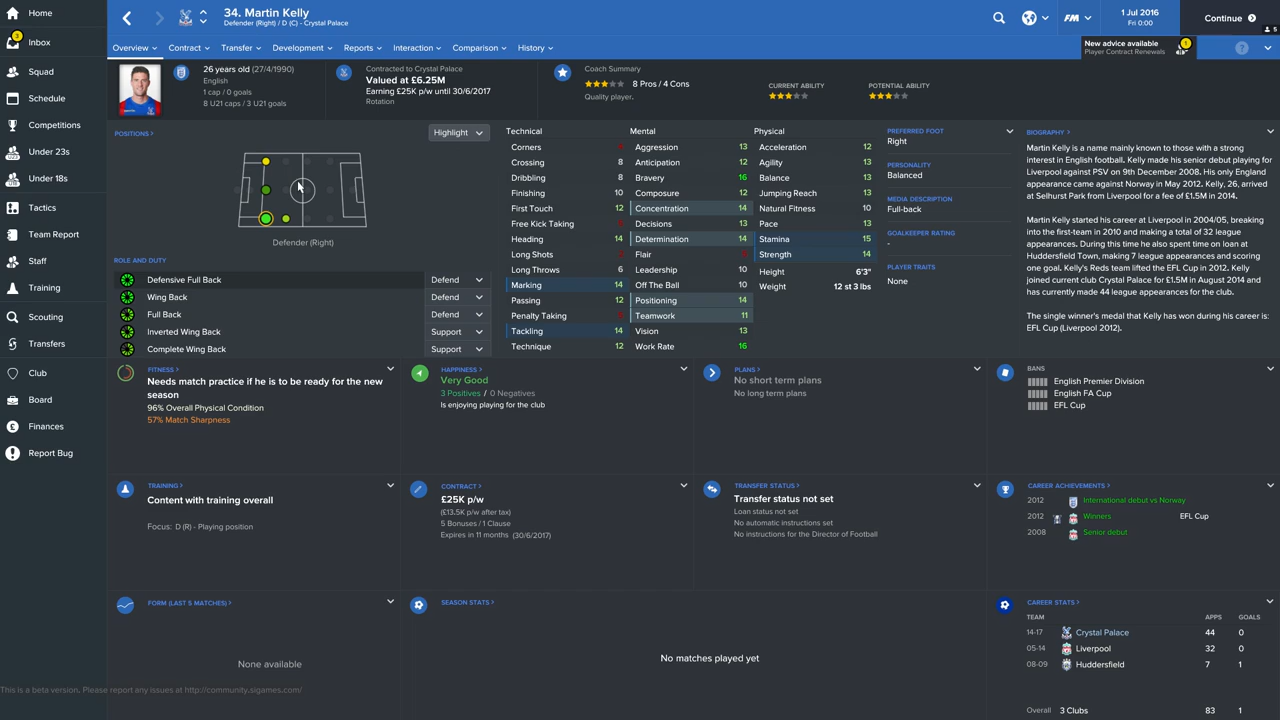 Home
3
Inbox
Squad
Schedule
Competitions
Under 23s
Under 18s
Tactics
Team Report
Staff
Training
Scouting
Transfers
Club
Board
Finances
Report Bug
34. Martin Kelly
Defender (Right) / D (C) - Crystal Palace
FM
1 Jul 2016
Fri 0:00
Continue
5
Overview
Contract
Transfer
Development
Reports
Interaction
Comparison
History
New advice available
Player Contract Renewals
1
?
26 years old (27/4/1990)
English
1 cap / 0 goals
8 U21 caps / 3 U21 goals
Contracted to Crystal Palace
Valued at £6.25M
Earning £25K p/w until 30/6/2017
Rotation
Coach Summary
8 Pros / 4 Cons
Quality player.
CURRENT ABILITY
POTENTIAL ABILITY
POSITIONS >
Highlight
Defender (Right)
ROLE AND DUTY
Defensive Full Back Defend
Wing Back Defend
Full Back Defend
Inverted Wing Back Support
Complete Wing Back Support
Technical
Corners
Crossing 8
Dribbling 8
Finishing 10
First Touch 12
Free Kick Taking
Heading 14
Long Shots
Long Throws 6
Marking 14
Passing 12
Penalty Taking
Tackling 14
Technique 12
Mental
Aggression 13
Anticipation 12
Bravery 16
Composure 12
Concentration 14
Decisions 13
Determination 14
Flair
Leadership 10
Off The Ball 10
Positioning 14
Teamwork 11
Vision 13
Work Rate 16
Physical
Acceleration 12
Agility 13
Balance 13
Jumping Reach 13
Natural Fitness 10
Pace 13
Stamina 15
Strength 14
Height 6'3"
Weight 12 st 3 lbs
PREFERRED FOOT
Right
PERSONALITY
Balanced
MEDIA DESCRIPTION
Full-back
GOALKEEPER RATING
-
PLAYER TRAITS
None
BIOGRAPHY >
Martin Kelly is a name mainly known to those with a strong
interest in English football. Kelly made his senior debut playing for
Liverpool against PSV on 9th December 2008. His only England
appearance came against Norway in May 2012. Kelly, 26, arrived
at Selhurst Park from Liverpool for a fee of £1.5M in 2014.
Martin Kelly started his career at Liverpool in 2004/05, breaking
into the first-team in 2010 and making a total of 32 league
appearances. During this time he also spent time on loan at
Huddersfield Town, making 7 league appearances and scoring
one goal. Kelly's Reds team lifted the EFL Cup in 2012. Kelly
joined current club Crystal Palace for £1.5M in August 2014 and
has currently made 44 league appearances for the club.
The single winner's medal that Kelly has won during his career is:
EFL Cup (Liverpool 2012).
FITNESS >
Needs match practice if he is to be ready for the new
season
96% Overall Physical Condition
57% Match Sharpness
HAPPINESS >
Very Good
3 Positives / 0 Negatives
Is enjoying playing for the club
PLANS >
No short term plans
No long term plans
BANS
English Premier Division
English FA Cup
EFL Cup
TRAINING >
Content with training overall
Focus: D (R) - Playing position
CONTRACT >
£25K p/w
(£13.5K p/w after tax)
5 Bonuses / 1 Clause
Expires in 11 months (30/6/2017)
TRANSFER STATUS >
Transfer status not set
Loan status not set
No automatic instructions set
No instructions for the Director of Football
CAREER ACHIEVEMENTS >
2012 International debut vs Norway
2012 Winners EFL Cup
2008 Senior debut
FORM (LAST 5 MATCHES) >
None available
SEASON STATS >
No matches played yet
CAREER STATS >
TEAM APPS GOALS
14-17 Crystal Palace 44 0
05-14 Liverpool 32 0
08-09 Huddersfield 7 1
Overall 3 Clubs 83 1
This is a beta version. Please report any issues at http://community.sigames.com/